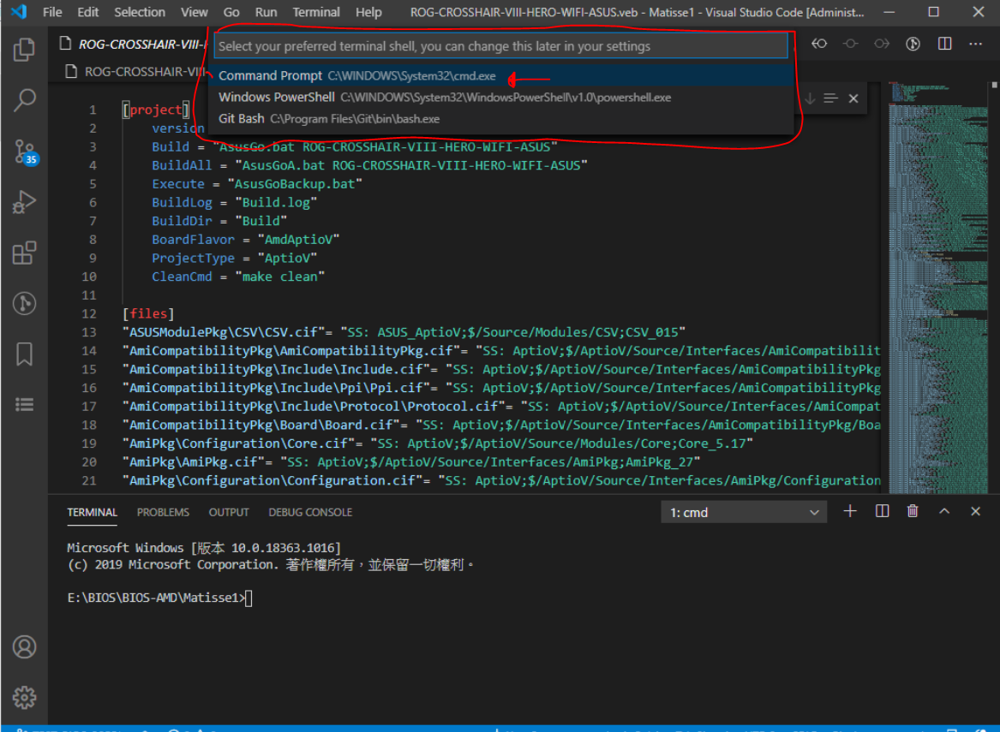 File Edit Selection View Go Run Terminal Help ROG-CROSSHAIR-VIII-HERO-WIFI-ASUS.veb - Matisse1 - Visual Studio Code [Administ...
ROG-CROSSHAIR-VIII-
Select your preferred terminal shell, you can change this later in your settings
ROG-CROSSHAIR-VIII-
Command Prompt C:\WINDOWS\System32\cmd.exe
Windows PowerShell C:\WINDOWS\System32\WindowsPowerShell\v1.0\powershell.exe
Git Bash C:\Program Files\Git\bin\bash.exe
35
1 [project]
2 version
3 Build = "AsusGo.bat ROG-CROSSHAIR-VIII-HERO-WIFI-ASUS"
4 BuildAll = "AsusGoA.bat ROG-CROSSHAIR-VIII-HERO-WIFI-ASUS"
5 Execute = "AsusGoBackup.bat"
6 BuildLog = "Build.log"
7 BuildDir = "Build"
8 BoardFlavor = "AmdAptioV"
9 ProjectType = "AptioV"
10 CleanCmd = "make clean"
11
12 [files]
13 "ASUSModulePkg\CSV\CSV.cif"= "SS: ASUS_AptioV;$/Source/Modules/CSV;CSV_015"
14 "AmiCompatibilityPkg\AmiCompatibilityPkg.cif"= "SS: AptioV;$/AptioV/Source/Interfaces/AmiCompatibilit
15 "AmiCompatibilityPkg\Include\Include.cif"= "SS: AptioV;$/AptioV/Source/Interfaces/AmiCompatibilityPkg
16 "AmiCompatibilityPkg\Include\Ppi\Ppi.cif"= "SS: AptioV;$/AptioV/Source/Interfaces/AmiCompatibilityPkg
17 "AmiCompatibilityPkg\Include\Protocol\Protocol.cif"= "SS: AptioV;$/AptioV/Source/Interfaces/AmiCompat
18 "AmiCompatibilityPkg\Board\Board.cif"= "SS: AptioV;$/AptioV/Source/Interfaces/AmiCompatibilityPkg/Boa
19 "AmiPkg\Configuration\Core.cif"= "SS: AptioV;$/AptioV/Source/Modules/Core;Core_5.17"
20 "AmiPkg\AmiPkg.cif"= "SS: AptioV;$/AptioV/Source/Interfaces/AmiPkg;AmiPkg_27"
21 "AmiPkg\Configuration\Configuration.cif"= "SS: AptioV;$/AptioV/Source/Interfaces/AmiPkg/Configuration
TERMINAL PROBLEMS OUTPUT DEBUG CONSOLE 1: cmd
Microsoft Windows [版本 10.0.18363.1016]
(c) 2019 Microsoft Corporation. 著作權所有，並保留一切權利。
E:\BIOS\BIOS-AMD\Matisse1>